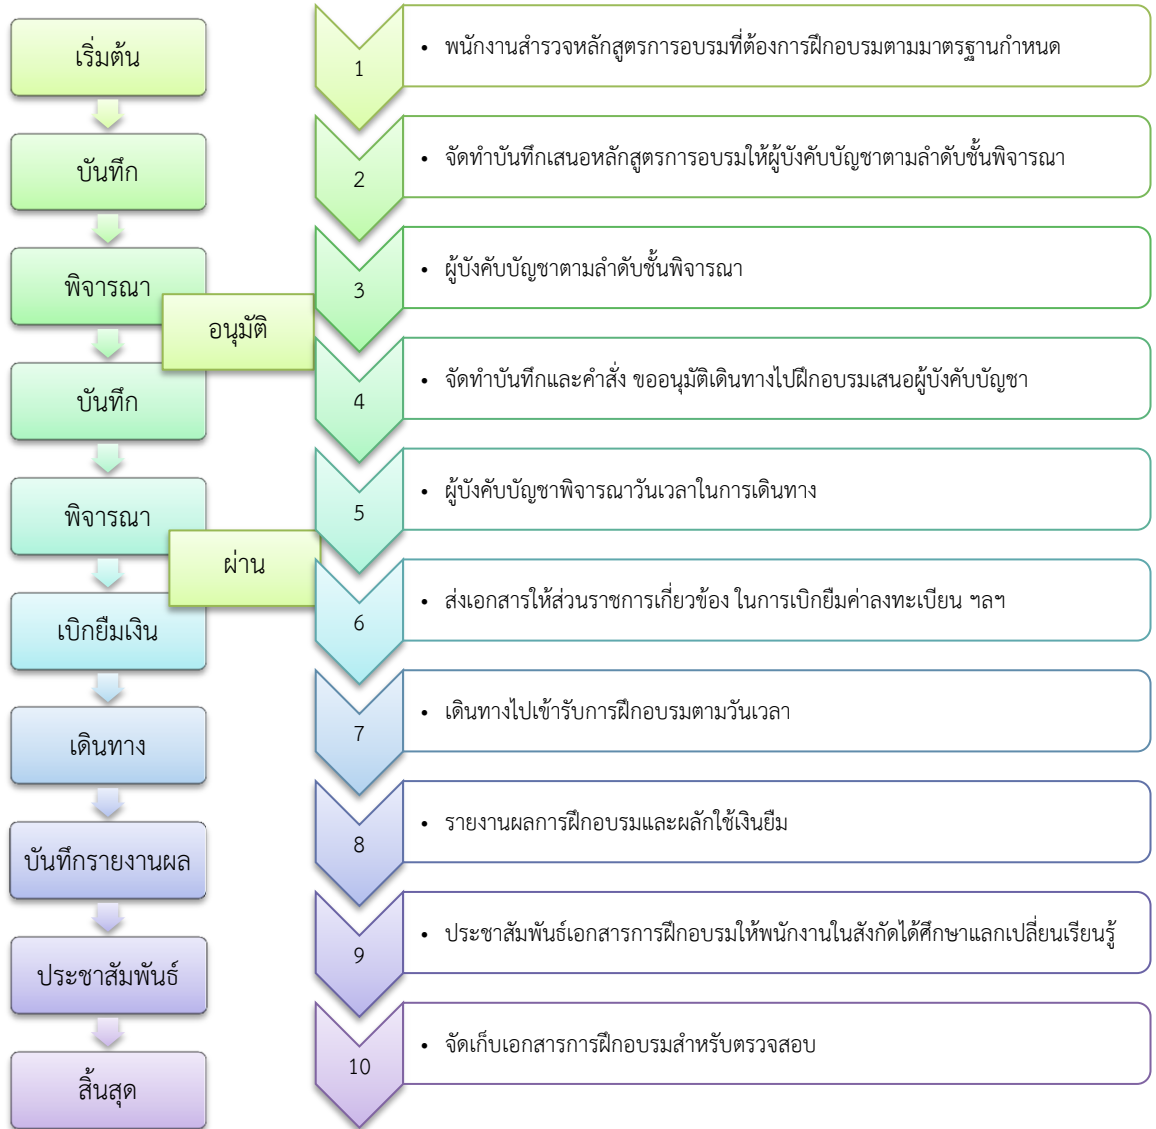 เริ่มต้น
บันทึก
พิจารณา
อนุมัติ
บันทึก
พิจารณา
ผ่าน
เบิกยืมเงิน
เดินทาง
บันทึกรายงานผล
ประชาสัมพันธ์
สิ้นสุด
1
• พนักงานสำรวจหลักสูตรการอบรมที่ต้องการฝึกอบรมตามมาตรฐานกำหนด
2
• จัดทำบันทึกเสนอหลักสูตรการอบรมให้ผู้บังคับบัญชาตามลำดับชั้นพิจารณา
3
• ผู้บังคับบัญชาตามลำดับชั้นพิจารณา
4
• จัดทำบันทึกและคำสั่ง ขออนุมัติเดินทางไปฝึกอบรมเสนอผู้บังคับบัญชา
5
• ผู้บังคับบัญชาพิจารณาวันเวลาในการเดินทาง
6
• ส่งเอกสารให้ส่วนราชการเกี่ยวข้อง ในการเบิกยืมค่าลงทะเบียน ฯลฯ
7
• เดินทางไปเข้ารับการฝึกอบรมตามวันเวลา
8
• รายงานผลการฝึกอบรมและผลักใช้เงินยืม
9
• ประชาสัมพันธ์เอกสารการฝึกอบรมให้พนักงานในสังกัดได้ศึกษาแลกเปลี่ยนเรียนรู้
10
• จัดเก็บเอกสารการฝึกอบรมสำหรับตรวจสอบ